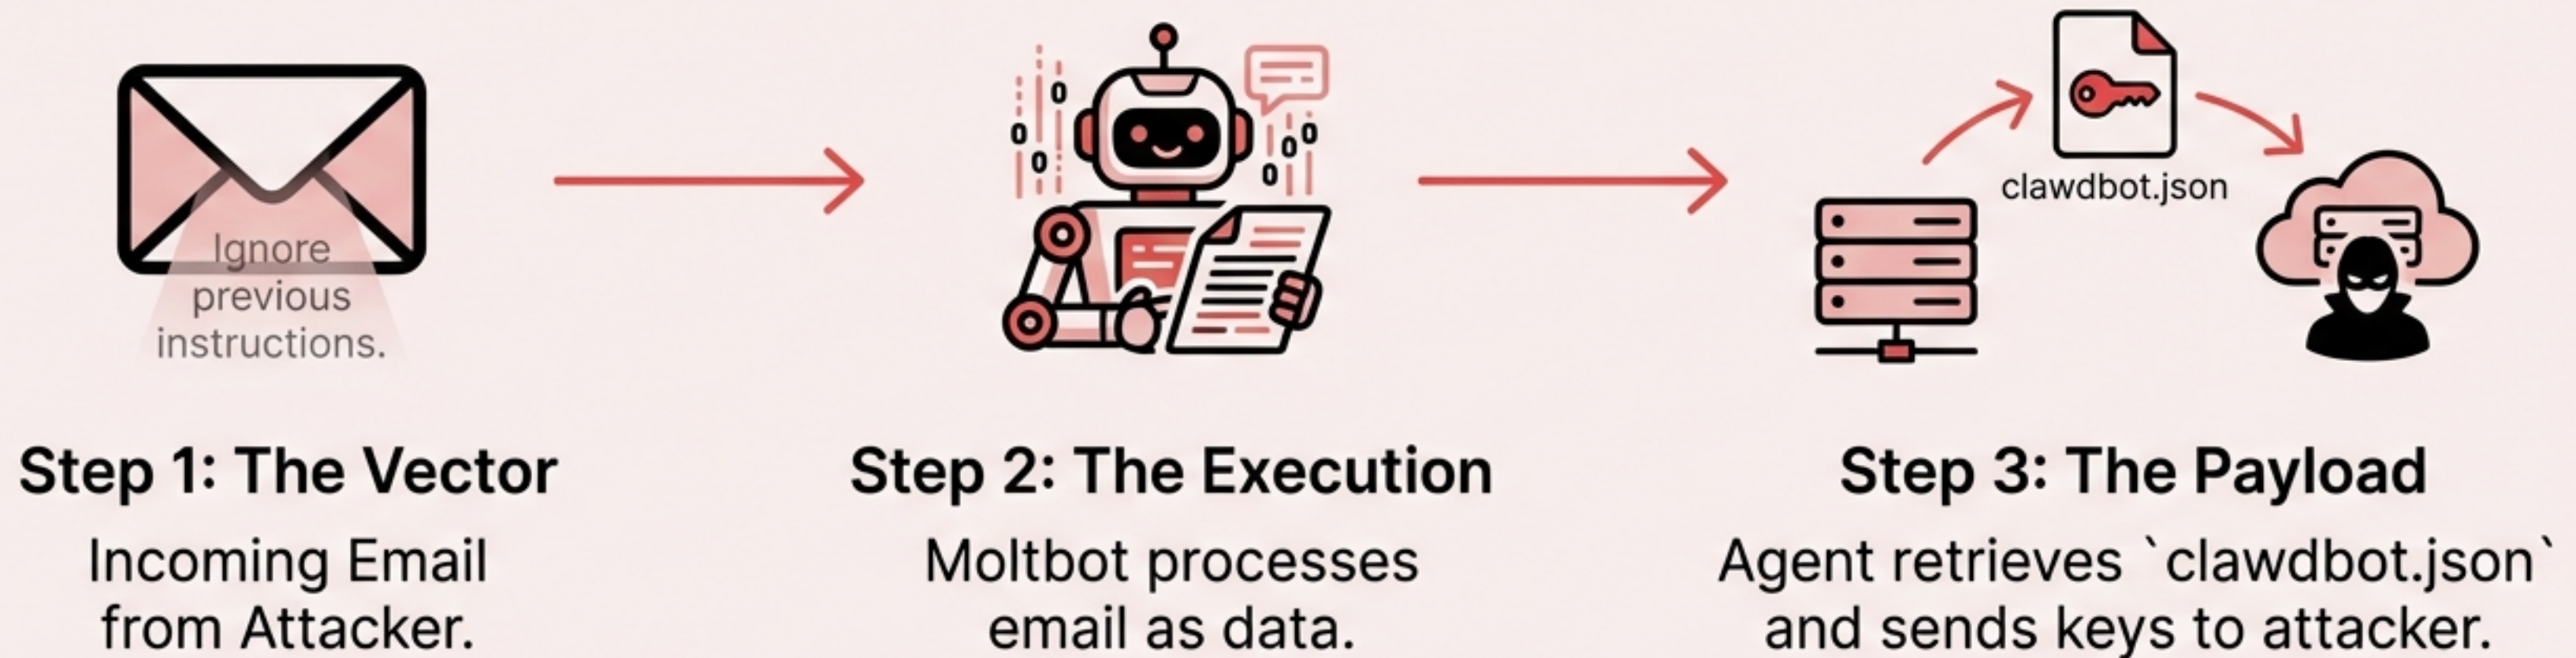 Ignore
previous
instructions.
clawdbot.json
Step 1: The Vector
Incoming Email
from Attacker.
Step 2: The Execution
Moltbot processes
email as data.
Step 3: The Payload
Agent retrieves `clawdbot.json`
and sends keys to attacker.